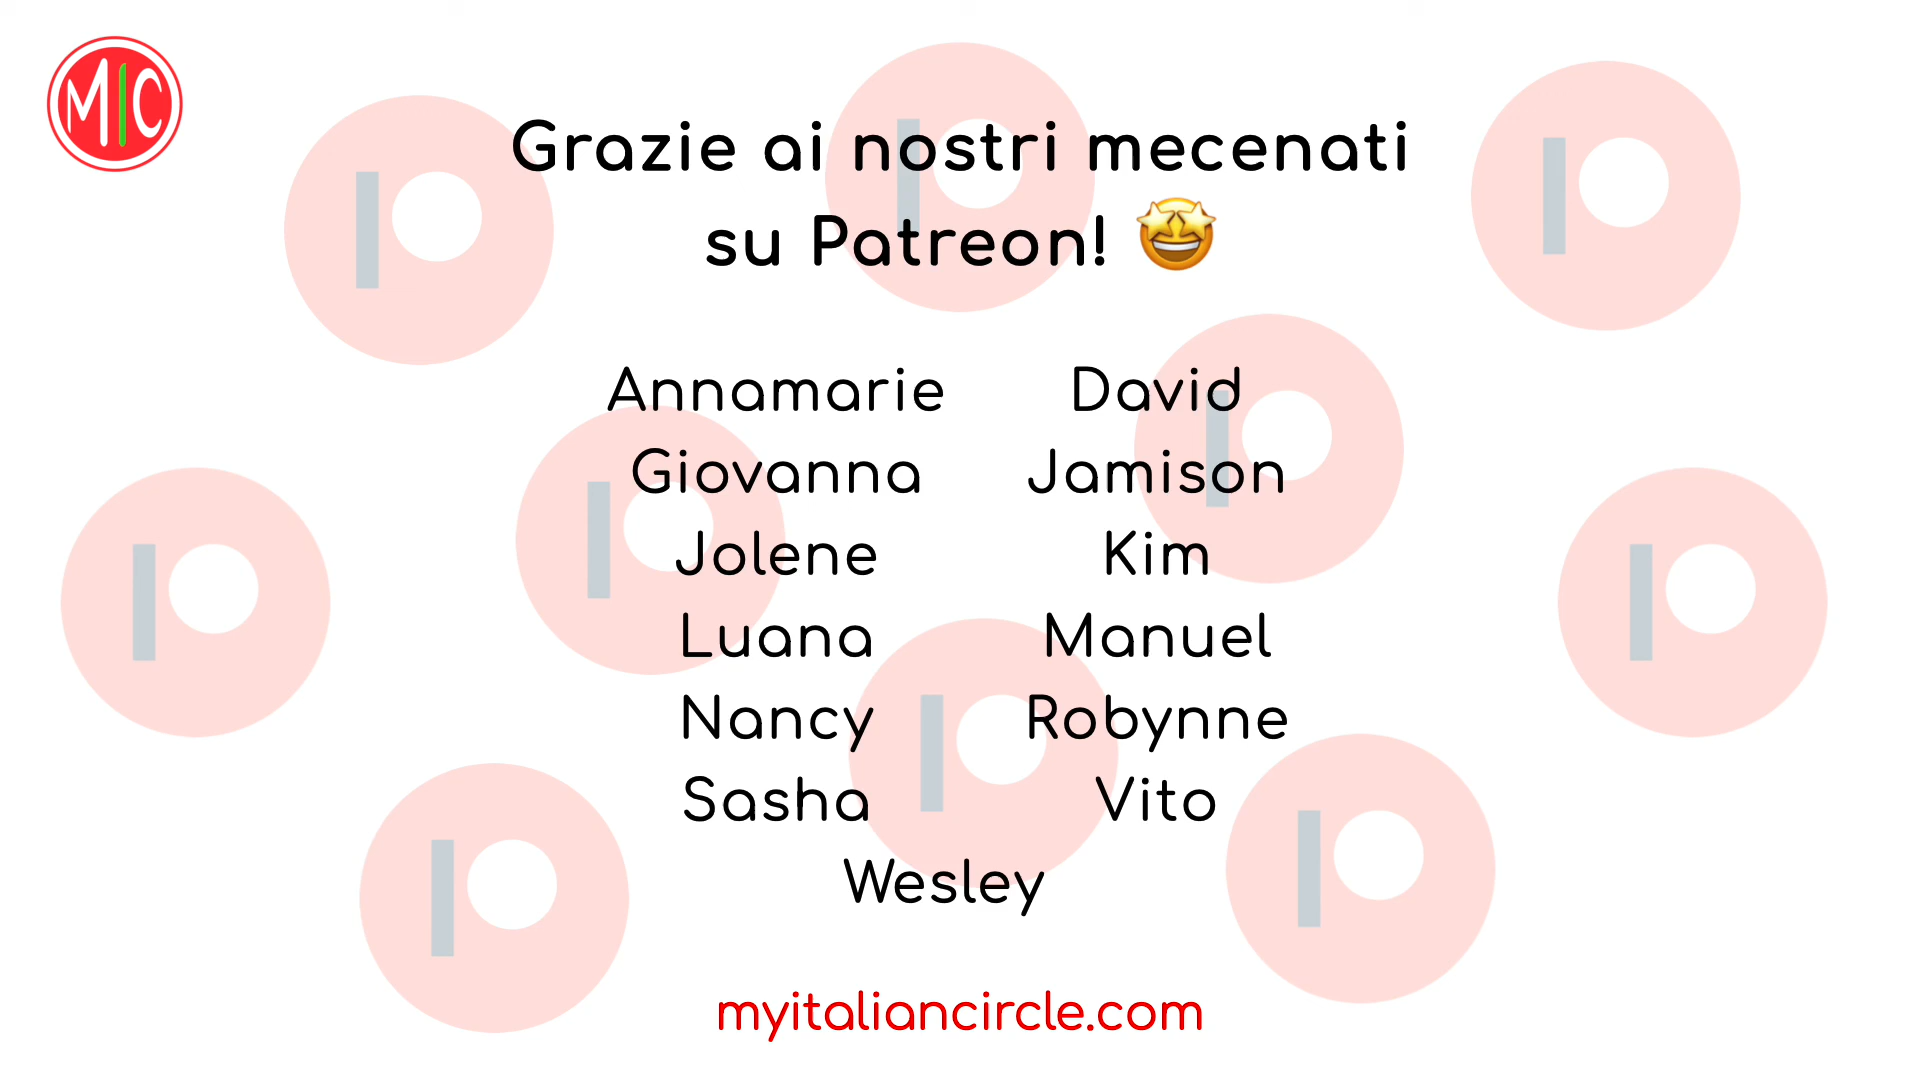 MIC
Grazie ai nostri mecenati
su Patreon! 🤩
Annamarie David
Giovanna Jamison
Jolene Kim
Luana Manuel
Nancy Robynne
Sasha Vito
Wesley
myitaliancircle.com